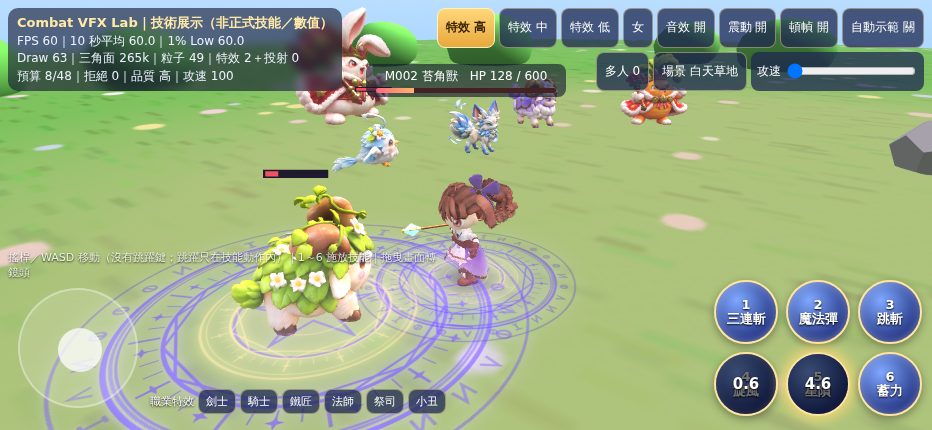 Combat VFX Lab｜技術展示（非正式技能／數值）
FPS 60｜10 秒平均 60.0｜1% Low 60.0
Draw 63｜三角面 265k｜粒子 49｜特效 2＋投射 0
預算 8/48｜拒絕 0｜品質 高｜攻速 100
特效 高
特效 中
特效 低
女
音效 開
震動 開
頓幀 開
自動示範 關
多人 0
場景 白天草地
攻速
M002 苔角獸 HP 128 / 600
搖桿／WASD 移動（沒有跳躍鍵；跳躍只在技能動作內）｜1～6 施放技能｜拖曳畫面轉
鏡頭
1
三連斬
2
魔法彈
3
跳斬
4
0.6
旋風
5
4.6
星隕
6
蓄力
職業特效
劍士
騎士
鐵匠
法師
祭司
小丑